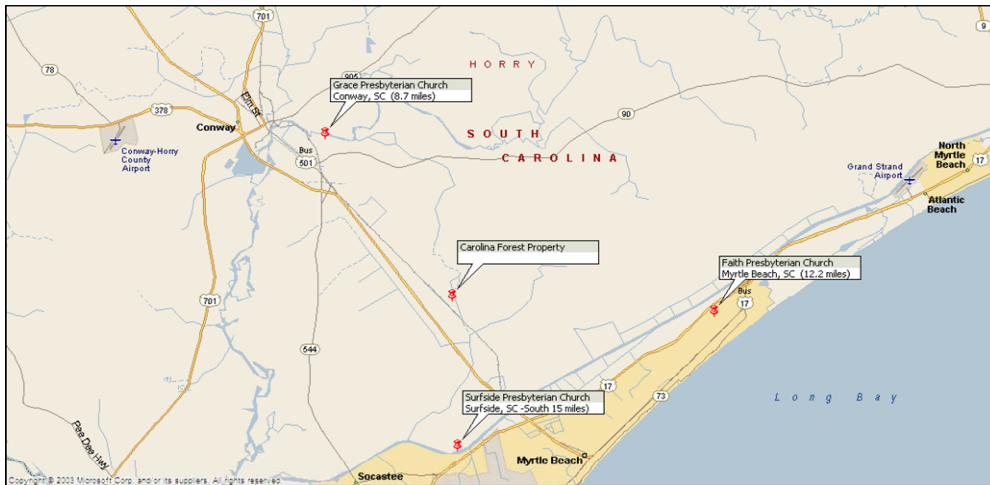 701
9
78
HORRY
905
Grace Presbyterian Church
Conway, SC (8.7 miles)
Elm St
378
90
Conway
SOUTH
CAROLINA
Conway-Horry
County
Airport
Bus
501
North
Myrtle
Beach
17
Grand Strand
Airport
Atlantic
Beach
Carolina Forest Property
Faith Presbyterian Church
Myrtle Beach, SC (12.2 miles)
Bus
17
701
544
17
73
Surfside Presbyterian Church
Surfside, SC -South 15 miles)
Long Bay
Pee Dee Hwy
Myrtle Beach
Socastee
Copyright © 2003 Microsoft Corp. and/or its suppliers. All rights reserved.